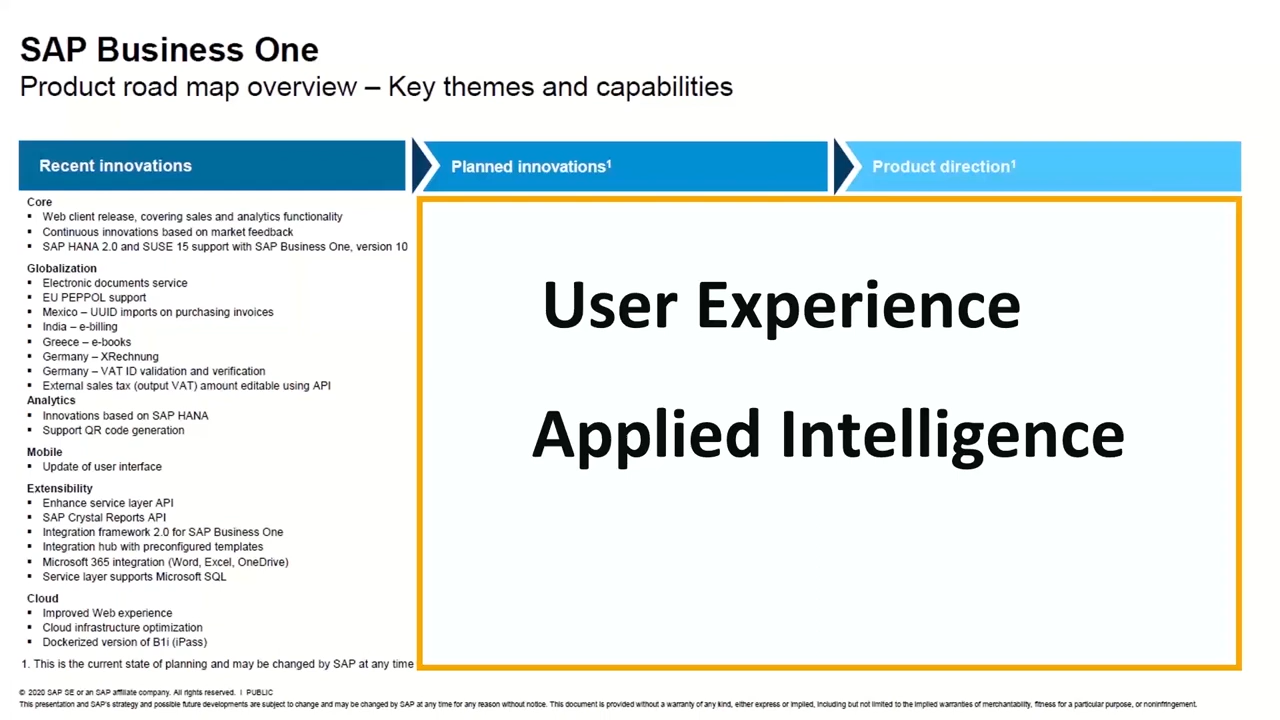 SAP Business One
Product road map overview – Key themes and capabilities
Recent innovations
Planned innovations¹
Product direction¹
Core
▪ Web client release, covering sales and analytics functionality
▪ Continuous innovations based on market feedback
▪ SAP HANA 2.0 and SUSE 15 support with SAP Business One, version 10
Globalization
▪ Electronic documents service
▪ EU PEPPOL support
▪ Mexico – UUID imports on purchasing invoices
▪ India – e-billing
▪ Greece – e-books
▪ Germany – XRechnung
▪ Germany – VAT ID validation and verification
▪ External sales tax (output VAT) amount editable using API
Analytics
▪ Innovations based on SAP HANA
▪ Support QR code generation
Mobile
▪ Update of user interface
Extensibility
▪ Enhance service layer API
▪ SAP Crystal Reports API
▪ Integration framework 2.0 for SAP Business One
▪ Integration hub with preconfigured templates
▪ Microsoft 365 integration (Word, Excel, OneDrive)
▪ Service layer supports Microsoft SQL
Cloud
▪ Improved Web experience
▪ Cloud infrastructure optimization
▪ Dockerized version of B1i (iPass)
1. This is the current state of planning and may be changed by SAP at any time
User Experience
Applied Intelligence
© 2020 SAP SE or an SAP affiliate company. All rights reserved. I PUBLIC
This presentation and SAP's strategy and possible future developments are subject to change and may be changed by SAP at any time for any reason without notice. This document is provided without a warranty of any kind, either express or implied, including but not limited to the implied warranties of merchantability, fitness for a particular purpose, or noninfringement.